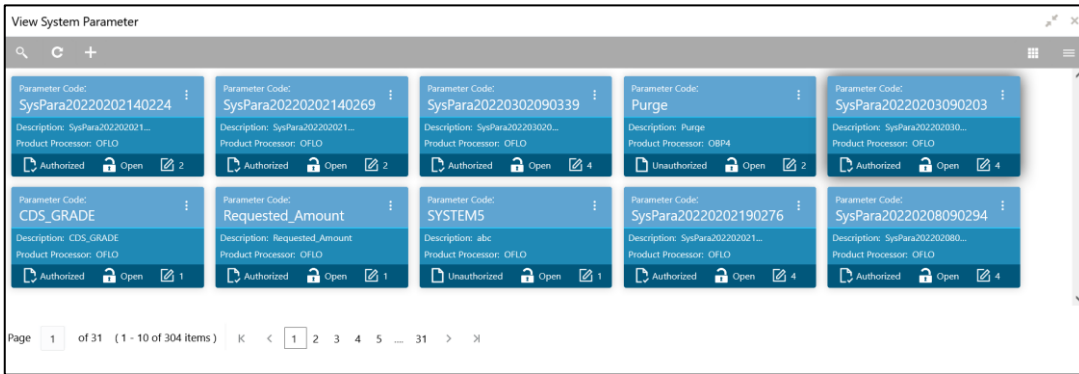 View System Parameter
Parameter Code:
SysPara20220202140224
Description: SysPara202202021...
Product Processor: OFLO
Authorized Open 2
Parameter Code:
SysPara20220202140269
Description: SysPara202202021...
Product Processor: OFLO
Authorized Open 2
Parameter Code:
SysPara20220302090339
Description: SysPara202203020...
Product Processor: OFLO
Authorized Open 4
Parameter Code:
Purge
Description: Purge
Product Processor: OBP4
Unauthorized Open 2
Parameter Code:
SysPara20220203090203
Description: SysPara202202030...
Product Processor: OFLO
Authorized Open 4
Parameter Code:
CDS_GRADE
Description: CDS_GRADE
Product Processor: OFLO
Authorized Open 1
Parameter Code:
Requested_Amount
Description: Requested_Amount
Product Processor: OFLO
Authorized Open 1
Parameter Code:
SYSTEM5
Description: abc
Product Processor: OFLO
Unauthorized Open 1
Parameter Code:
SysPara20220202190276
Description: SysPara202202021...
Product Processor: OFLO
Authorized Open 4
Parameter Code:
SysPara20220208090294
Description: SysPara202202080...
Product Processor: OFLO
Authorized Open 4
Page 1 of 31 ( 1 - 10 of 304 items ) 1 2 3 4 5 ... 31